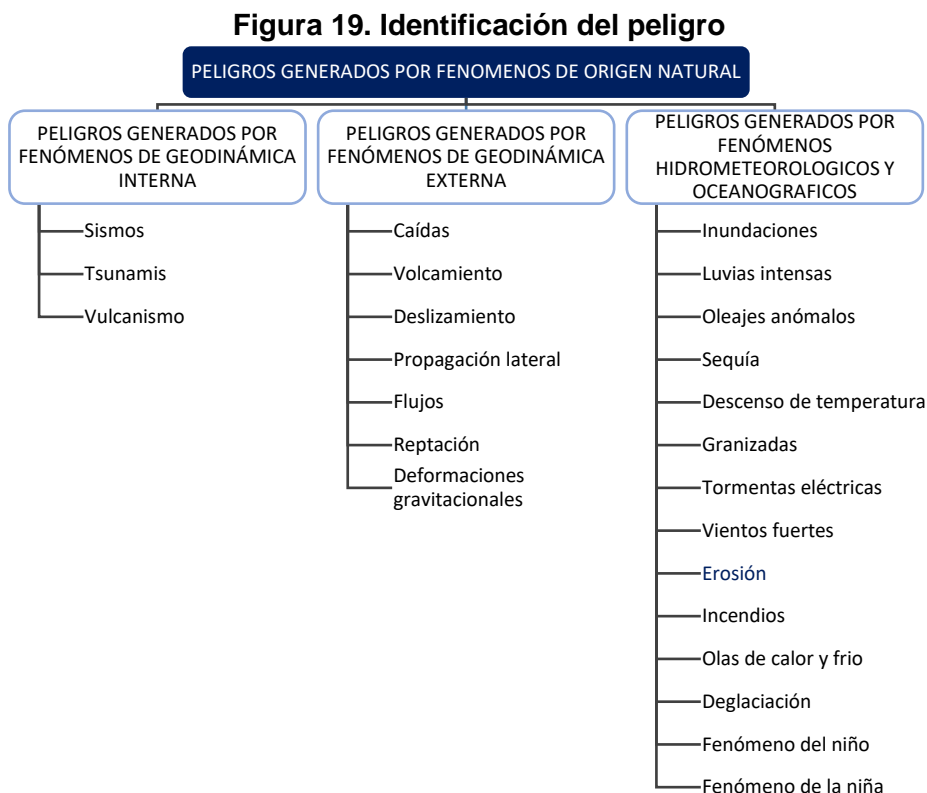 Figura 19. Identificación del peligro
PELIGROS GENERADOS POR FENOMENOS DE ORIGEN NATURAL
PELIGROS GENERADOS POR
FENÓMENOS DE GEODINÁMICA
INTERNA
Sismos
Tsunamis
Vulcanismo
PELIGROS GENERADOS POR
FENÓMENOS DE GEODINÁMICA
EXTERNA
Caídas
Volcamiento
Deslizamiento
Propagación lateral
Flujos
Reptación
Deformaciones
gravitacionales
PELIGROS GENERADOS POR
FENÓMENOS
HIDROMETEOROLOGICOS Y
OCEANOGRAFICOS
Inundaciones
Luvias intensas
Oleajes anómalos
Sequía
Descenso de temperatura
Granizadas
Tormentas eléctricas
Vientos fuertes
Erosión
Incendios
Olas de calor y frio
Deglaciación
Fenómeno del niño
Fenómeno de la niña